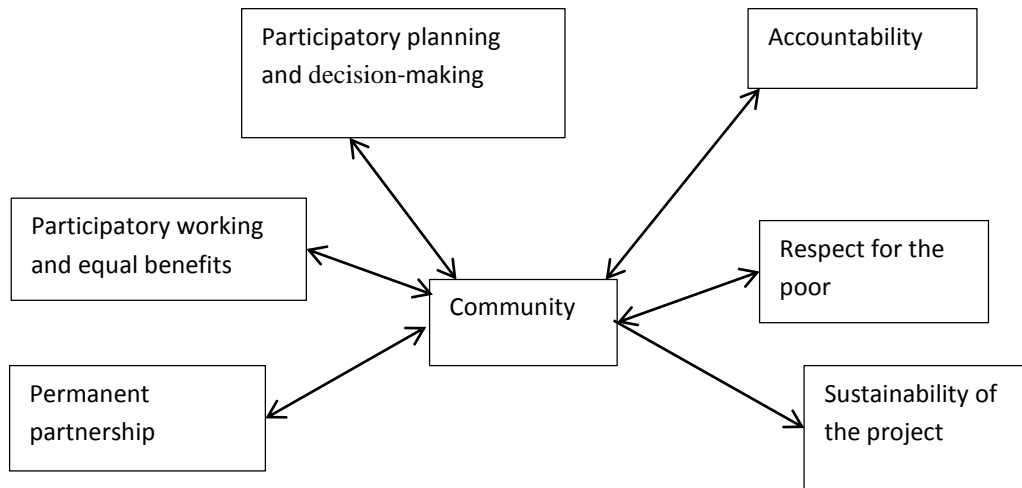 Participatory planning
and decision-making
Accountability
Participatory working
and equal benefits
Respect for the
poor
Community
Permanent
partnership
Sustainability of
the project